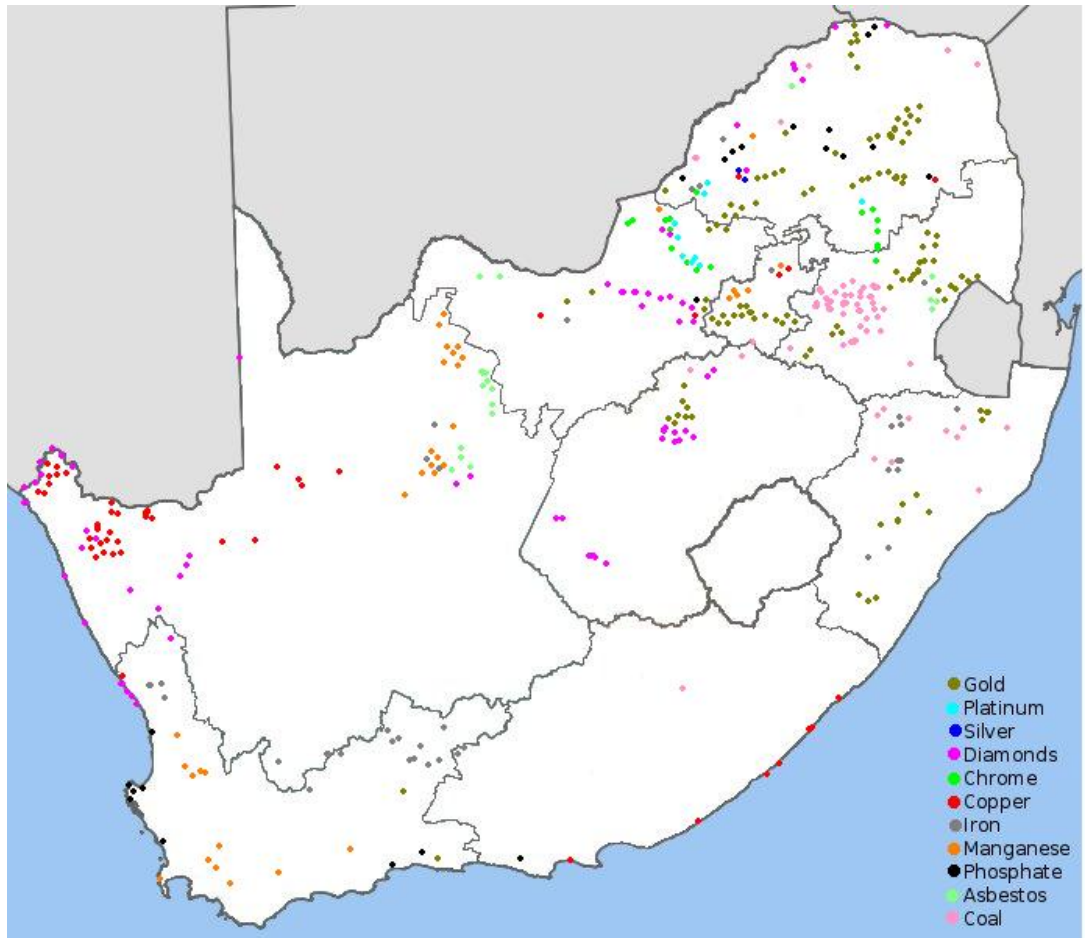 Gold
Platinum
Silver
Diamonds
Chrome
Copper
Iron
Manganese
Phosphate
Asbestos
Coal